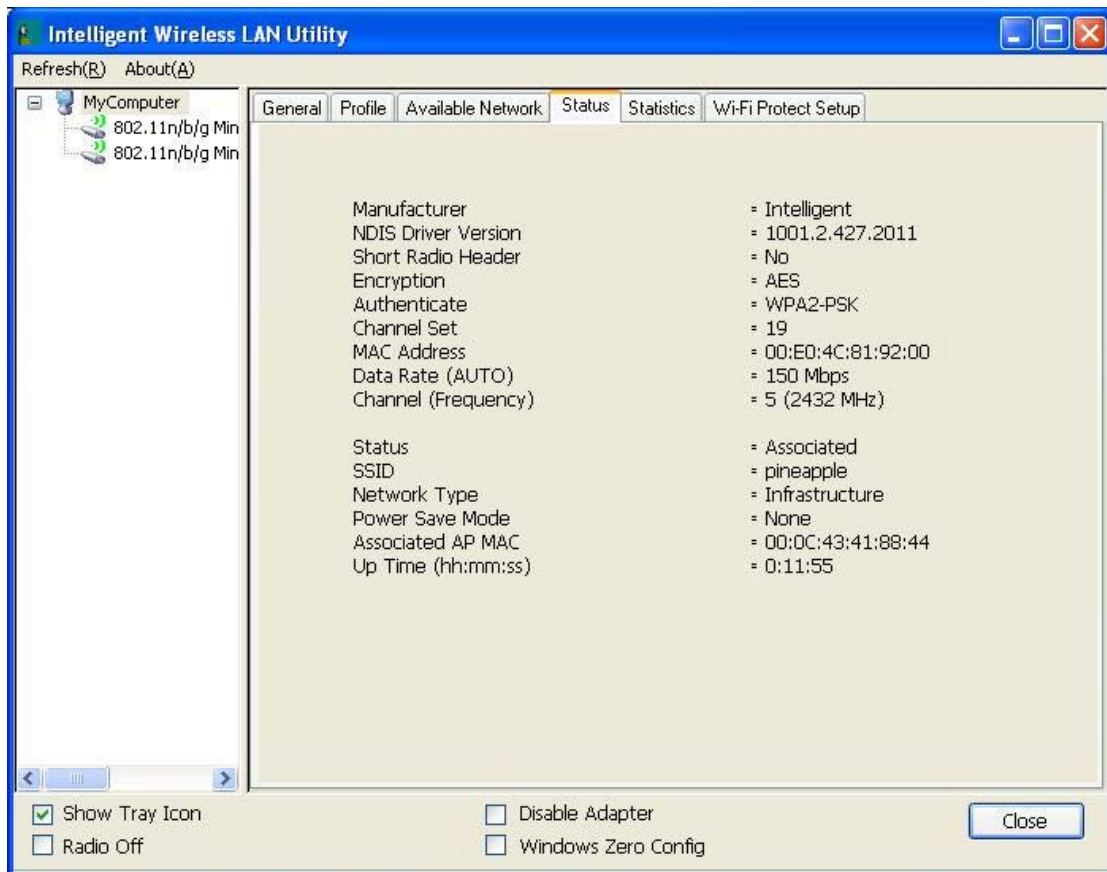 Intelligent Wireless LAN Utility
Refresh(R) About(A)
MyComputer
802.11n/b/g Min
802.11n/b/g Min
General Profile Available Network Status Statistics Wi-Fi Protect Setup
Manufacturer = Intelligent
NDIS Driver Version = 1001.2.427.2011
Short Radio Header = No
Encryption = AES
Authenticate = WPA2-PSK
Channel Set = 19
MAC Address = 00:E0:4C:81:92:00
Data Rate (AUTO) = 150 Mbps
Channel (Frequency) = 5 (2432 MHz)
Status = Associated
SSID = pineapple
Network Type = Infrastructure
Power Save Mode = None
Associated AP MAC = 00:0C:43:41:88:44
Up Time (hh:mm:ss) = 0:11:55
Show Tray Icon
Radio Off
Disable Adapter
Windows Zero Config
Close